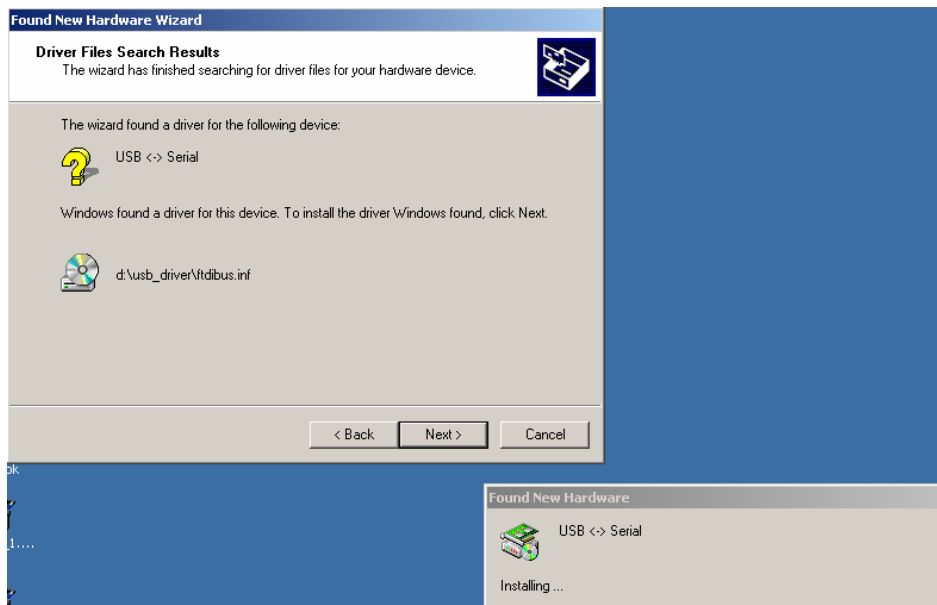 Found New Hardware Wizard
Driver Files Search Results
The wizard has finished searching for driver files for your hardware device.
The wizard found a driver for the following device:
USB <-> Serial
Windows found a driver for this device. To install the driver Windows found, click Next.
d:\usb_driver\ftdibus.inf
< Back
Next >
Cancel
ok
_1....
Found New Hardware
USB <-> Serial
Installing ...